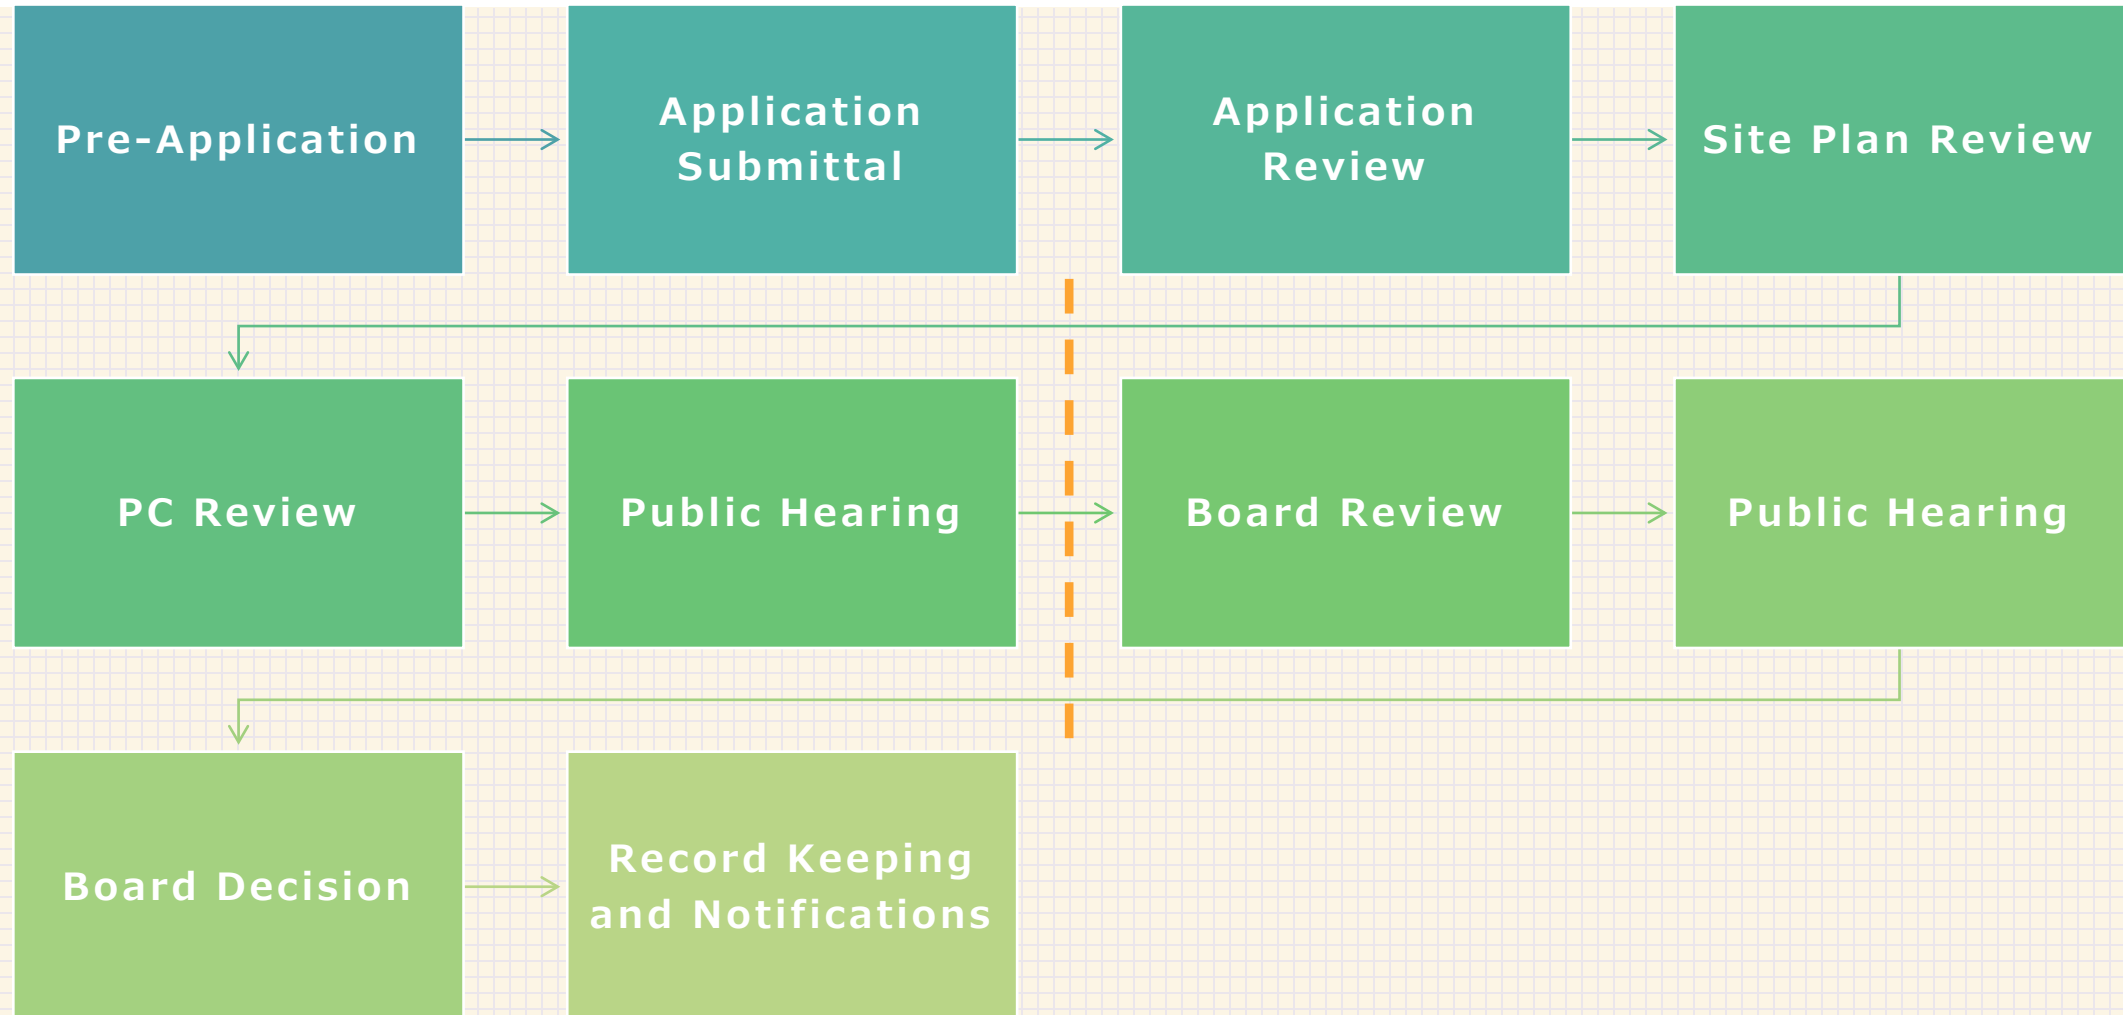 Pre-Application
Application
Submittal
Application
Review
Site Plan Review
PC Review
Public Hearing
Board Review
Public Hearing
Board Decision
Record Keeping
and Notifications